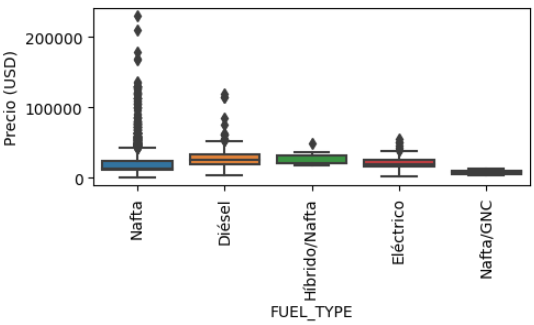 Precio (USD)
200000
100000
0
Nafta
Diésel
Híbrido/Nafta
Eléctrico
Nafta/GNC
FUEL_TYPE